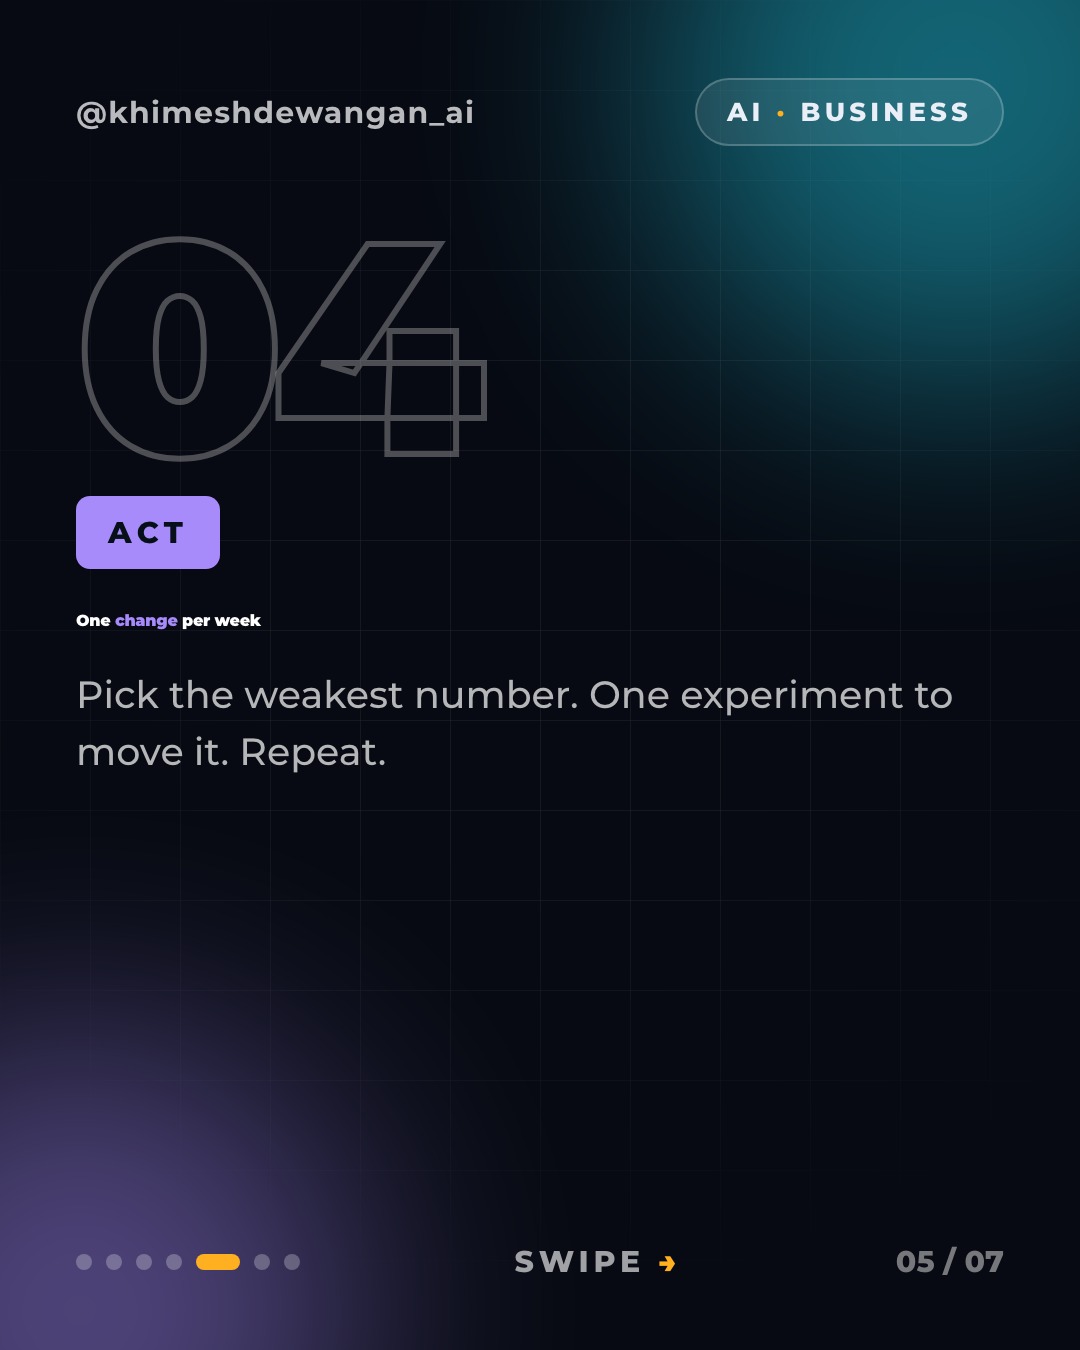 @khimeshdewangan_ai
AI · BUSINESS
04
ACT
One change per week
Pick the weakest number. One experiment to
move it. Repeat.
SWIPE →
05 / 07